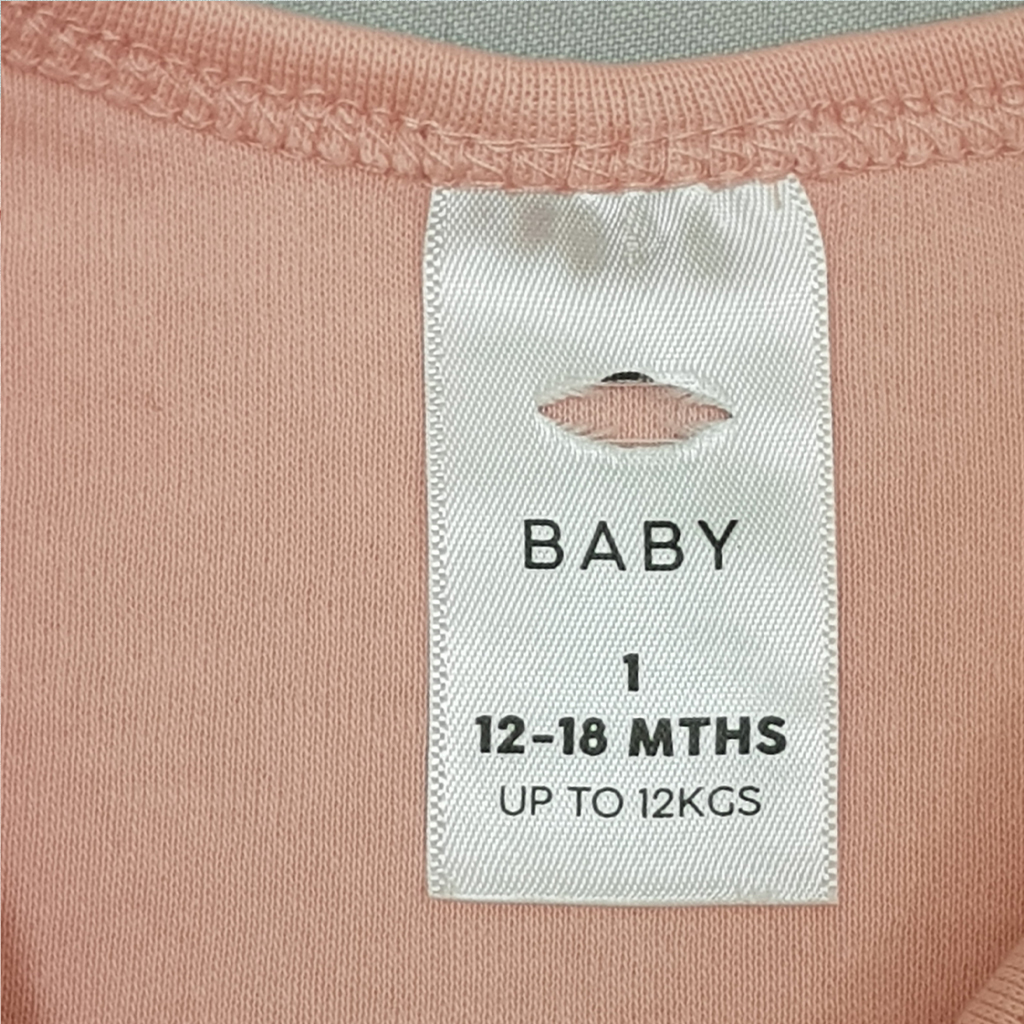 BABY
1
12-18 MTHS
UP TO 12KGS